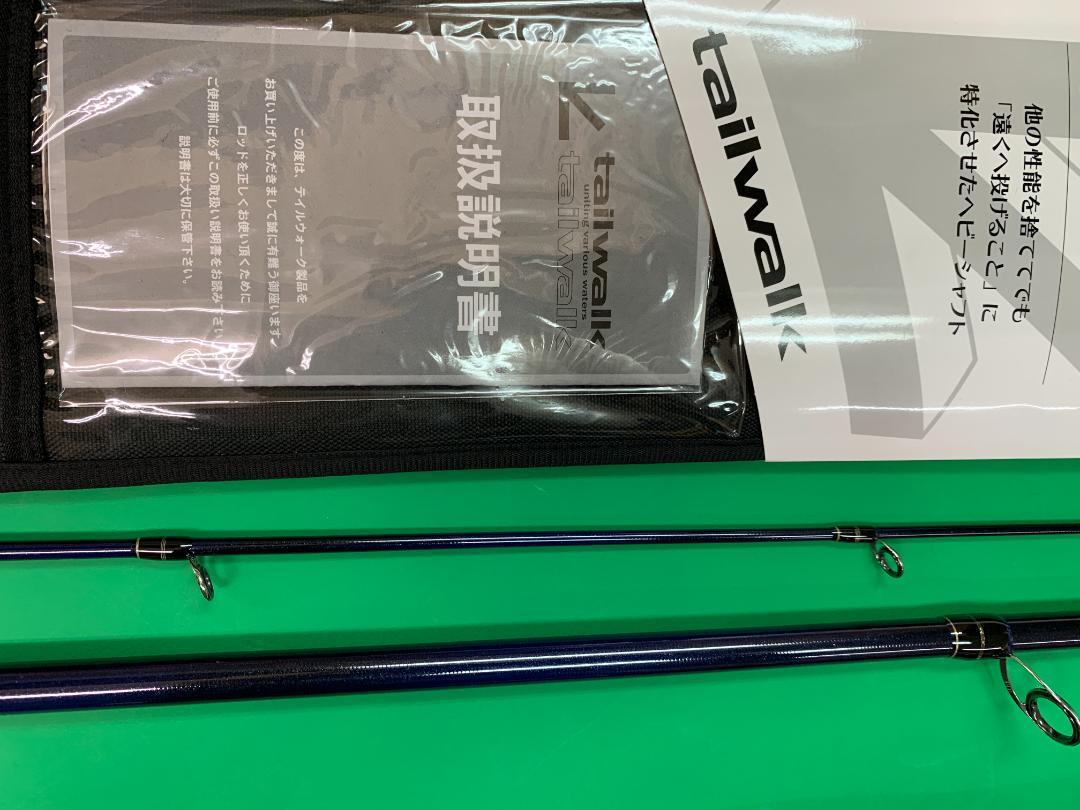 tailwalk
uniting various waters
tailwalk
取扱説明書
この度は、テイルウォーク製品を
お買い上げいただきまして誠に有難う御座います。
ロッドを正しくお使い頂くために
ご使用前に必ずこの取扱い説明書をお読み下さい。
説明書は大切に保管下さい。
他の性能を捨ててでも
「遠くへ投げること」に
特化させたヘビーシャフト
tailwalk